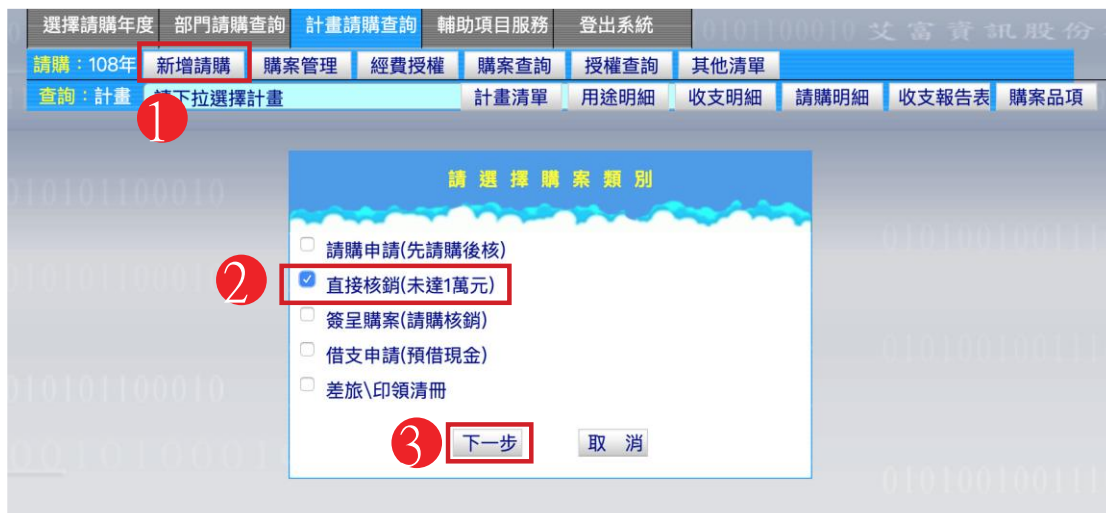 選擇請購年度 部門請購查詢 計畫請購查詢 輔助項目服務 登出系統 01011000010 艾富資訊股份
請購：108年 新增請購 購案管理 經費授權 購案查詢 授權查詢 其他清單
查詢：計畫 請下拉選擇計畫 計畫清單 用途明細 收支明細 請購明細 收支報告表 購案品項
1
請選擇購案類別
請購申請(先請購後核)
2 直接核銷(未達1萬元)
簽呈購案(請購核銷)
借支申請(預借現金)
差旅\印領清冊
3 下一步 取 消